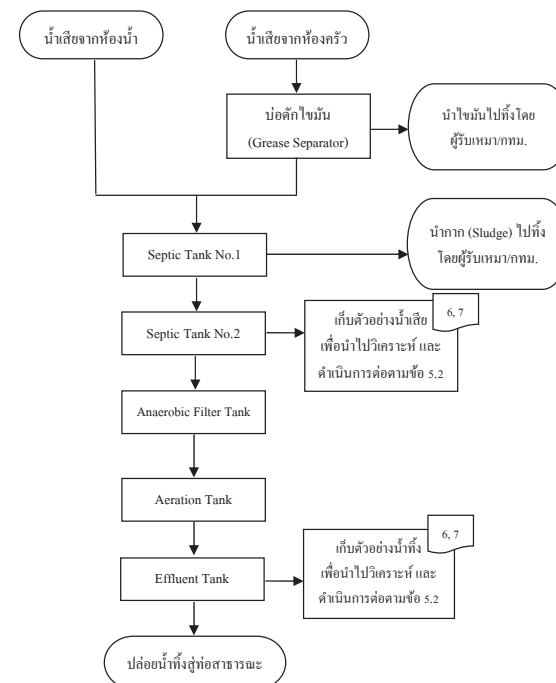 น้ำเสียจากห้องน้ำ
น้ำเสียจากห้องครัว
บ่อดักไขมัน
(Grease Separator)
นำไขมันไปทิ้งโดย
ผู้รับเหมา/กทม.
Septic Tank No.1
นำกาก (Sludge) ไปทิ้ง
โดยผู้รับเหมา/กทม.
Septic Tank No.2
6, 7
เก็บตัวอย่างน้ำเสีย
เพื่อนำไปวิเคราะห์ และ
ดำเนินการต่อตามข้อ 5.2
Anaerobic Filter Tank
Aeration Tank
6, 7
เก็บตัวอย่างน้ำทิ้ง
เพื่อนำไปวิเคราะห์ และ
ดำเนินการต่อตามข้อ 5.2
Effluent Tank
ปล่อยน้ำทิ้งสู่ท่อสาธารณะ